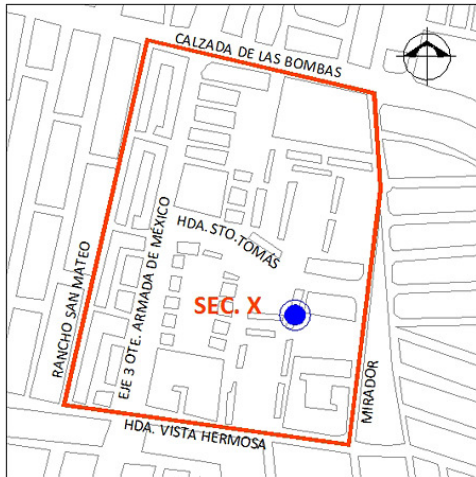 CALZADA DE LAS BOMBAS
HDA. STO.TOMÁS
EJE 3 OTE. ARMADA DE MÉXICO
RANCHO SAN MATEO
SEC. X
MIRADOR
HDA. VISTA HERMOSA